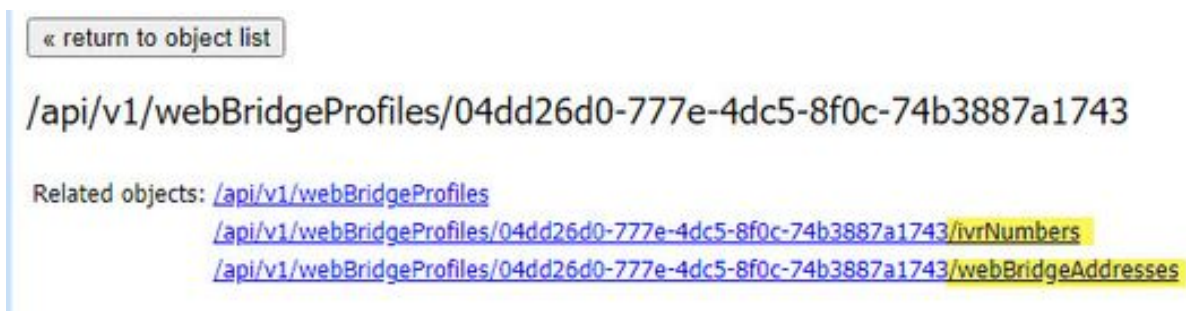 « return to object list
/api/v1/webBridgeProfiles/04dd26d0-777e-4dc5-8f0c-74b3887a1743
Related objects: /api/v1/webBridgeProfiles
/api/v1/webBridgeProfiles/04dd26d0-777e-4dc5-8f0c-74b3887a1743/ivrNumbers
/api/v1/webBridgeProfiles/04dd26d0-777e-4dc5-8f0c-74b3887a1743/webBridgeAddresses